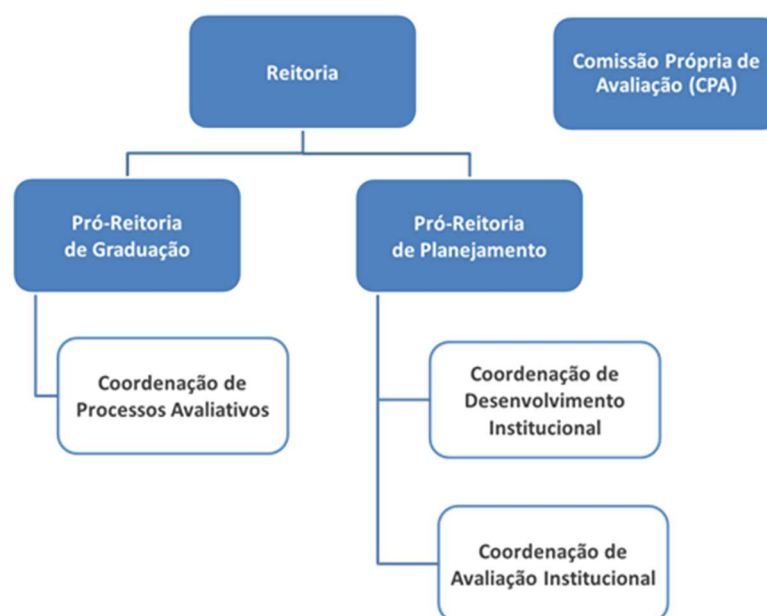 Reitoria
Comissão Própria de
Avaliação (CPA)
Pró-Reitoria
de Graduação
Pró-Reitoria
de Planejamento
Coordenação de
Processos Avaliativos
Coordenação de
Desenvolvimento
Institucional
Coordenação de
Avaliação Institucional